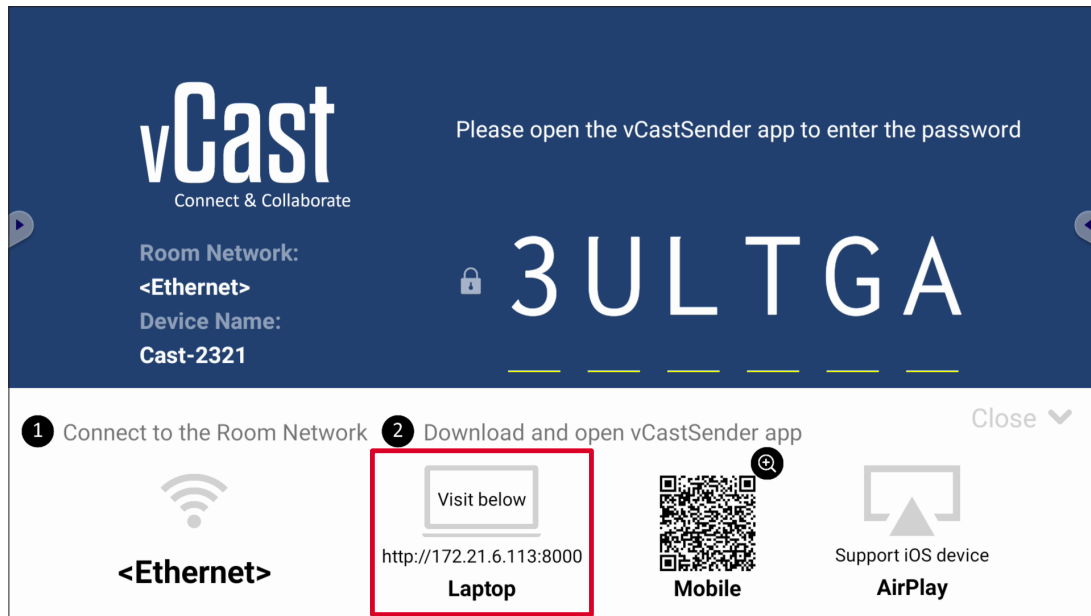 vCast
Connect & Collaborate
Please open the vCastSender app to enter the password
Room Network:
<Ethernet>
Device Name:
Cast-2321
3ULTGA
Close
1 Connect to the Room Network
2 Download and open vCastSender app
<Ethernet>
Visit below
http://172.21.6.113:8000
Laptop
Mobile
Support iOS device
AirPlay